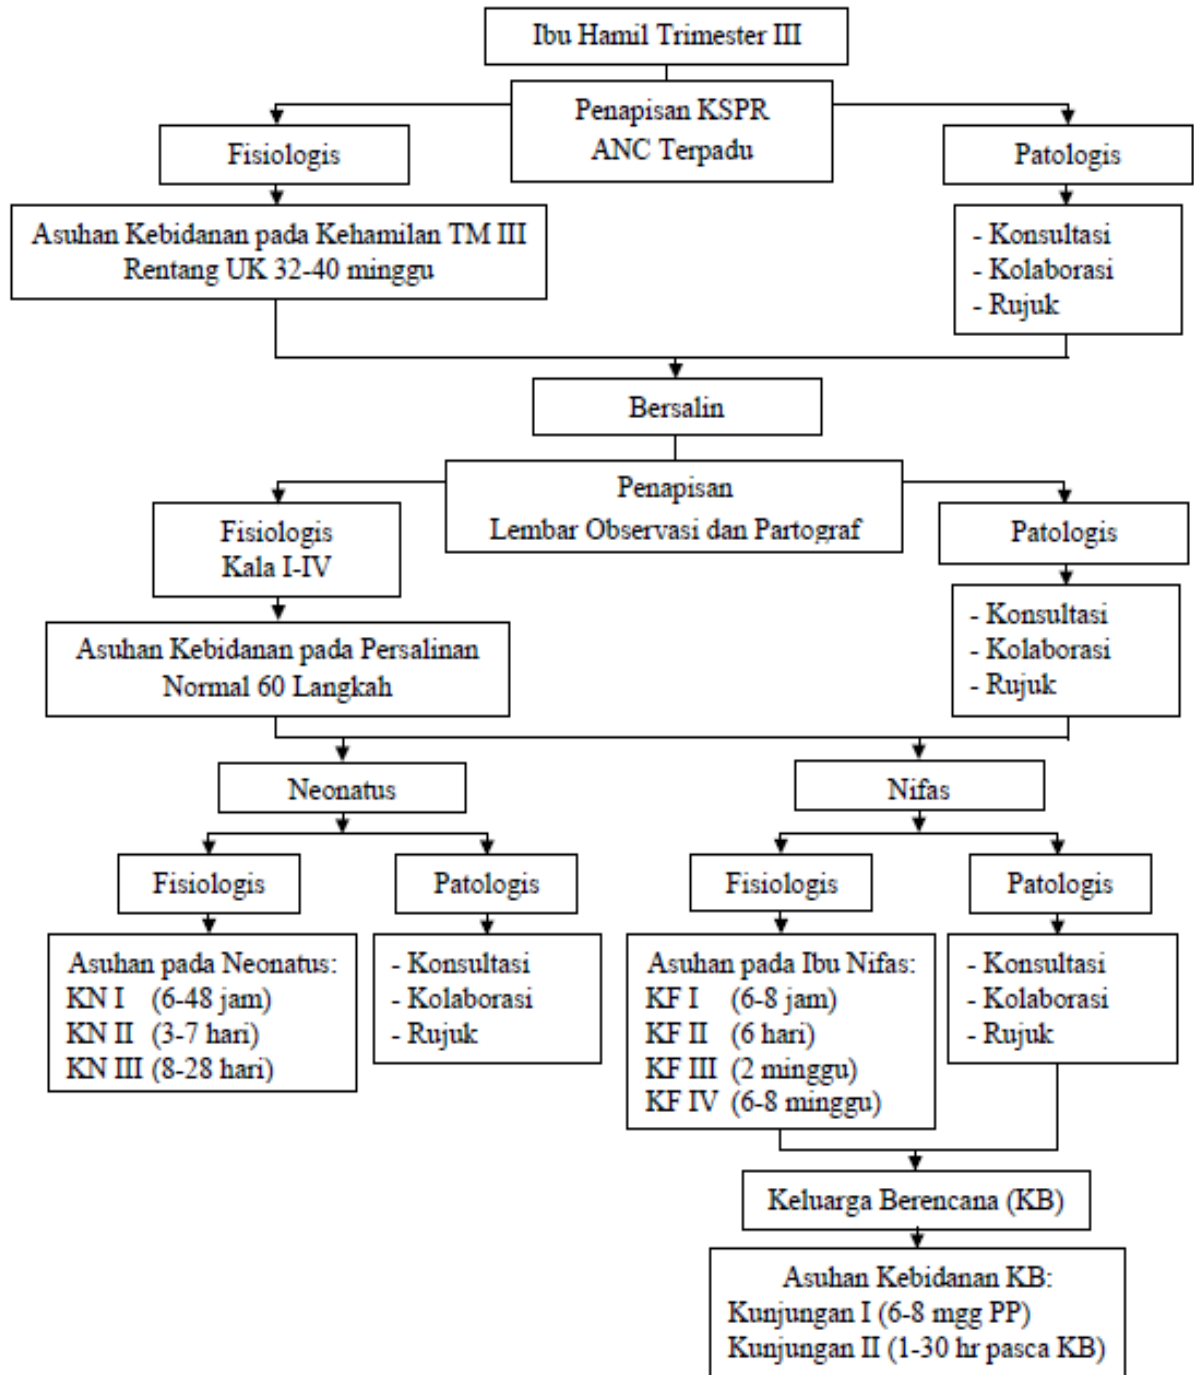 Ibu Hamil Trimester III
Penapisan KSPR
ANC Terpadu
Fisiologis
Patologis
Asuhan Kebidanan pada Kehamilan TM III
Rentang UK 32-40 minggu
- Konsultasi
- Kolaborasi
- Rujuk
Bersalin
Penapisan
Lembar Observasi dan Partograf
Fisiologis
Kala I-IV
Patologis
Asuhan Kebidanan pada Persalinan
Normal 60 Langkah
- Konsultasi
- Kolaborasi
- Rujuk
Neonatus
Nifas
Fisiologis
Patologis
Fisiologis
Patologis
Asuhan pada Neonatus:
KN I (6-48 jam)
KN II (3-7 hari)
KN III (8-28 hari)
- Konsultasi
- Kolaborasi
- Rujuk
Asuhan pada Ibu Nifas:
KF I (6-8 jam)
KF II (6 hari)
KF III (2 minggu)
KF IV (6-8 minggu)
- Konsultasi
- Kolaborasi
- Rujuk
Keluarga Berencana (KB)
Asuhan Kebidanan KB:
Kunjungan I (6-8 mgg PP)
Kunjungan II (1-30 hr pasca KB)